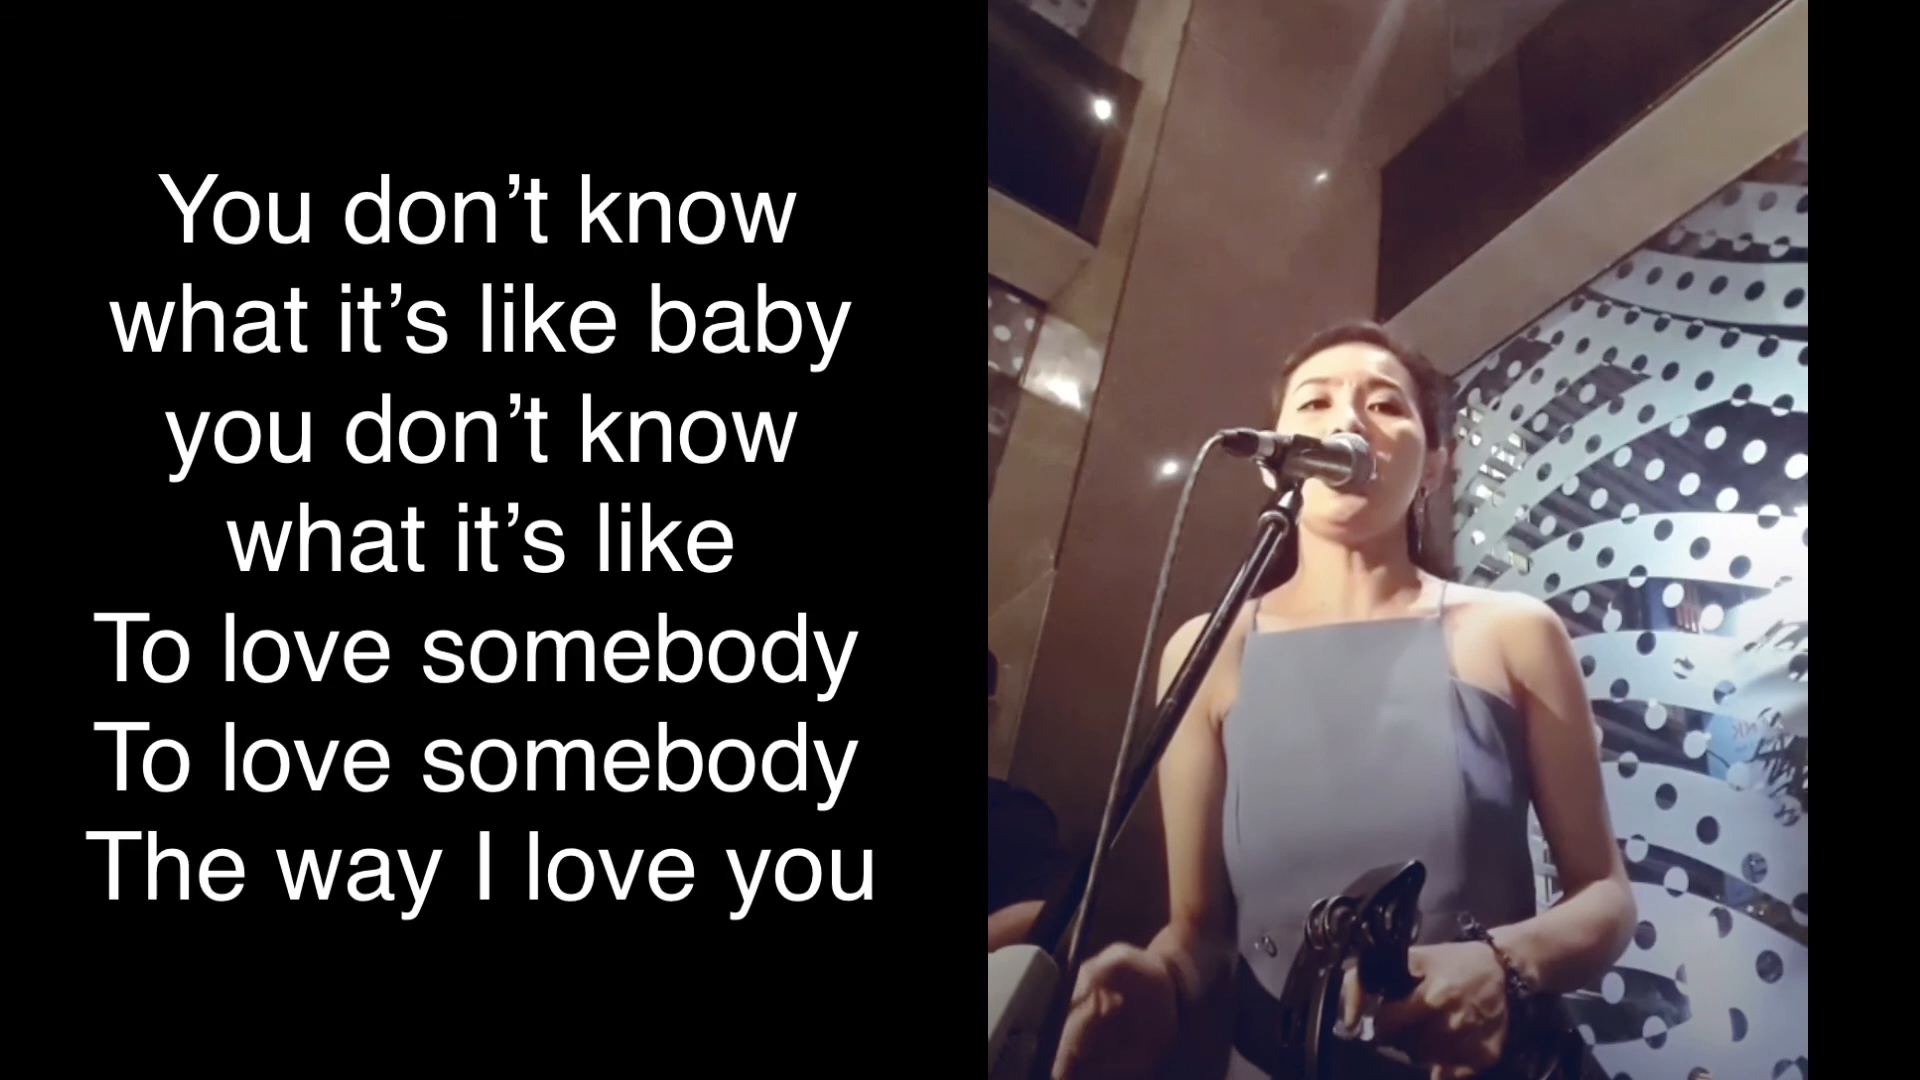 You don’t know
what it’s like baby
you don’t know
what it’s like
To love somebody
To love somebody
The way I love you